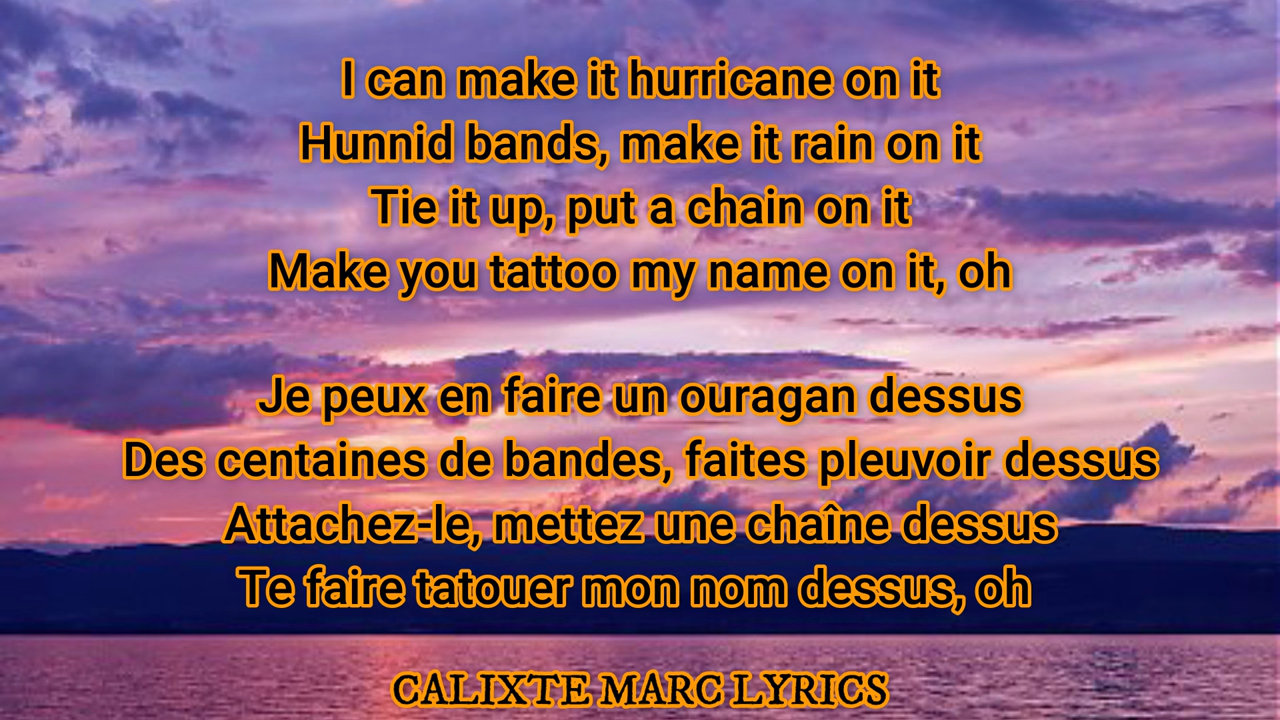 I can make it hurricane on it
Hunnid bands, make it rain on it
Tie it up, put a chain on it
Make you tattoo my name on it, oh
Je peux en faire un ouragan dessus
Des centaines de bandes, faites pleuvoir dessus
Attachez-le, mettez une chaîne dessus
Te faire tatouer mon nom dessus, oh
CALIXTE MARC LYRICS